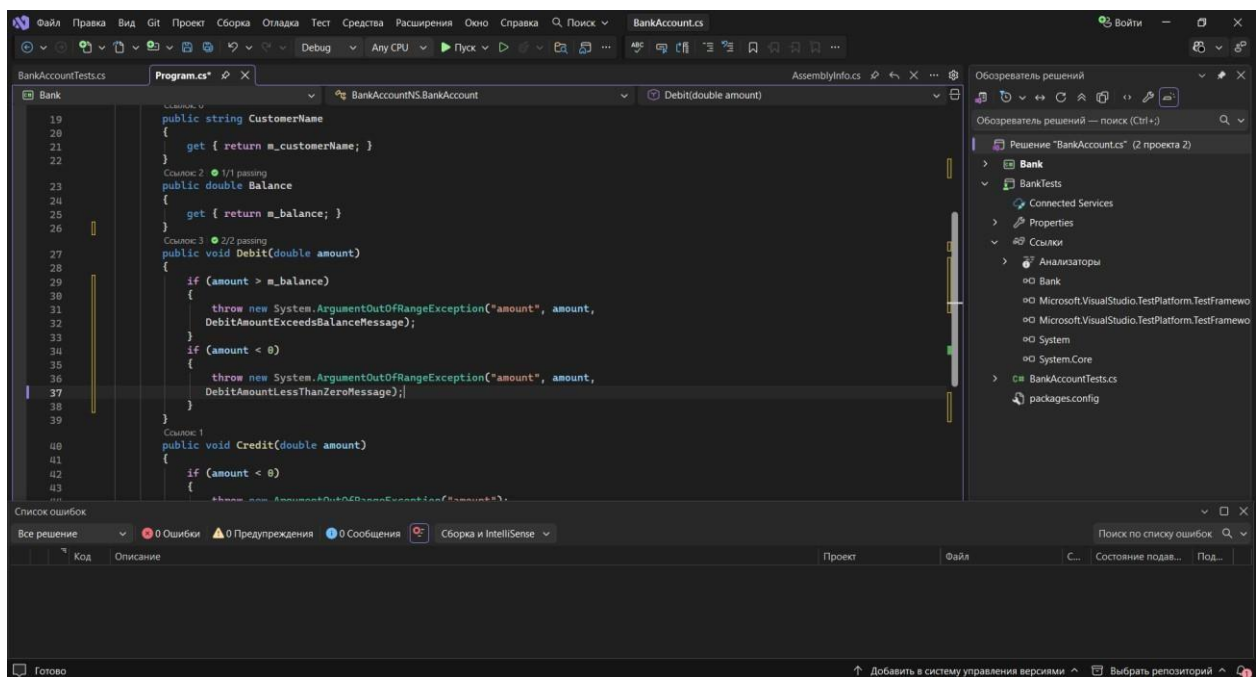 Файл Правка Вид Git Проект Сборка Отладка Тест Средства Расширения Окно Справка Поиск BankAccount.cs Войти
Debug Any CPU Пуск
BankAccountTests.cs Program.cs* AssemblyInfo.cs
Bank BankAccountNS.BankAccount Debit(double amount)
19 public string CustomerName
20 {
21 get { return m_customerName; }
22 }
Ссылок: 2 1/1 passing
23 public double Balance
24 {
25 get { return m_balance; }
26 }
Ссылок: 3 2/2 passing
27 public void Debit(double amount)
28 {
29 if (amount > m_balance)
30 {
31 throw new System.ArgumentOutOfRangeException("amount", amount,
32 DebitAmountExceedsBalanceMessage);
33 }
34 if (amount < 0)
35 {
36 throw new System.ArgumentOutOfRangeException("amount", amount,
37 DebitAmountLessThanZeroMessage);
38 }
39 }
Ссылок: 1
40 public void Credit(double amount)
41 {
42 if (amount < 0)
43 {
Обозреватель решений
Обозреватель решений — поиск (Ctrl+;)
Решение "BankAccount.cs" (2 проекта 2)
Bank
BankTests
Connected Services
Properties
Ссылки
Анализаторы
Bank
Microsoft.VisualStudio.TestPlatform.TestFramewo
Microsoft.VisualStudio.TestPlatform.TestFramewo
System
System.Core
C# BankAccountTests.cs
packages.config
Список ошибок
Все решение 0 Ошибки 0 Предупреждения 0 Сообщения Сборка и IntelliSense Поиск по списку ошибок
Код Описание Проект Файл С... Состояние подав... Под...
Готово Добавить в систему управления версиями Выбрать репозиторий